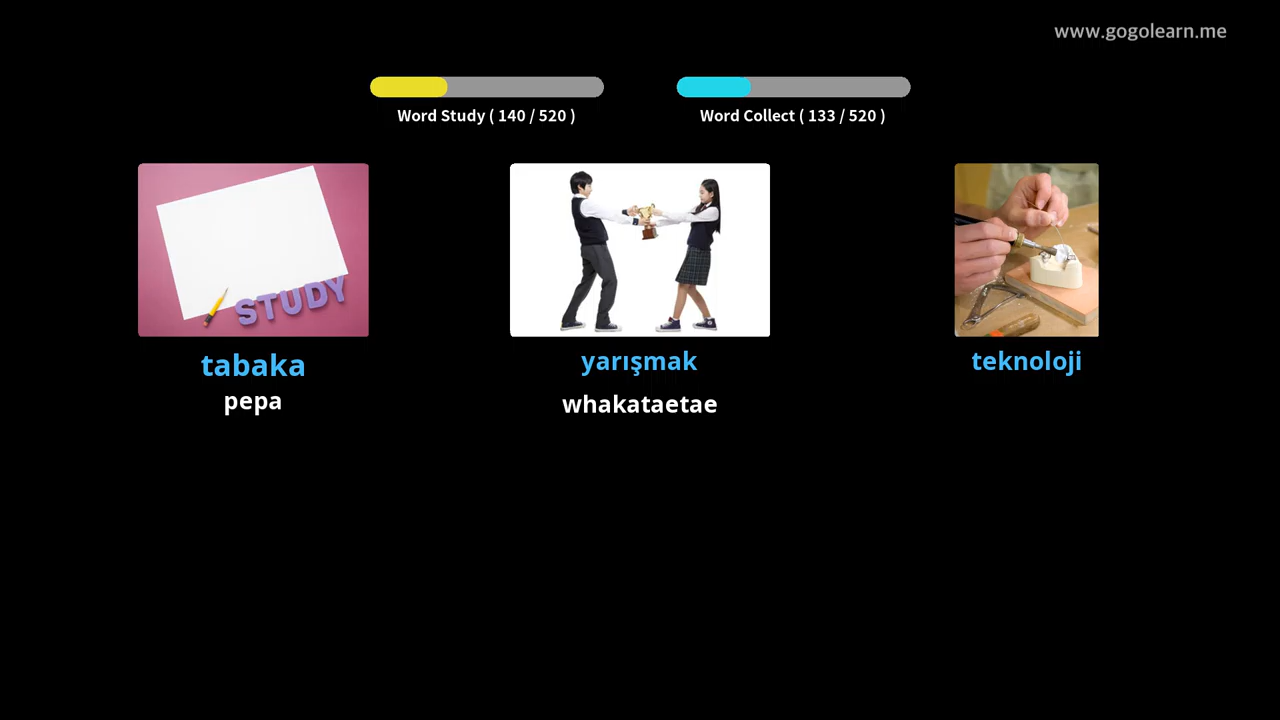 www.gogolearn.me
Word Study ( 140 / 520 )
Word Collect ( 133 / 520 )
STUDY
tabaka
pepa
yarışmak
whakataetae
teknoloji